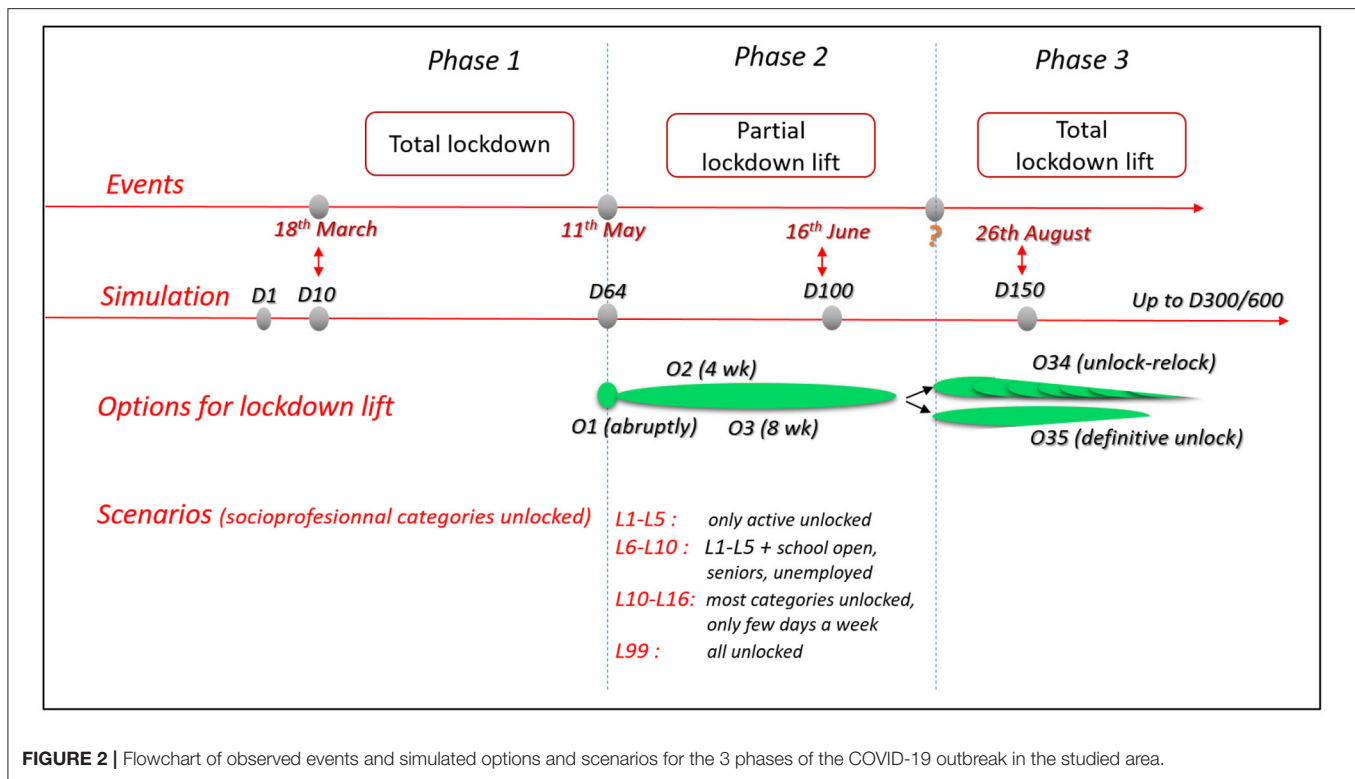 Phase 1
Phase 2
Phase 3
Total lockdown
Partial
lockdown lift
Total
lockdown lift
Events
18th March
11th May
16th June
?
26th August
Simulation
D1
D10
D64
D100
D150
Up to D300/600
Options for lockdown lift
O1 (abruptly)
O2 (4 wk)
O3 (8 wk)
O34 (unlock-relock)
O35 (definitive unlock)
Scenarios (socioprofesionnal categories unlocked)
L1-L5 : only active unlocked
L6-L10 : L1-L5 + school open,
seniors, unemployed
L10-L16: most categories unlocked,
only few days a week
L99 : all unlocked
FIGURE 2 | Flowchart of observed events and simulated options and scenarios for the 3 phases of the COVID-19 outbreak in the studied area.